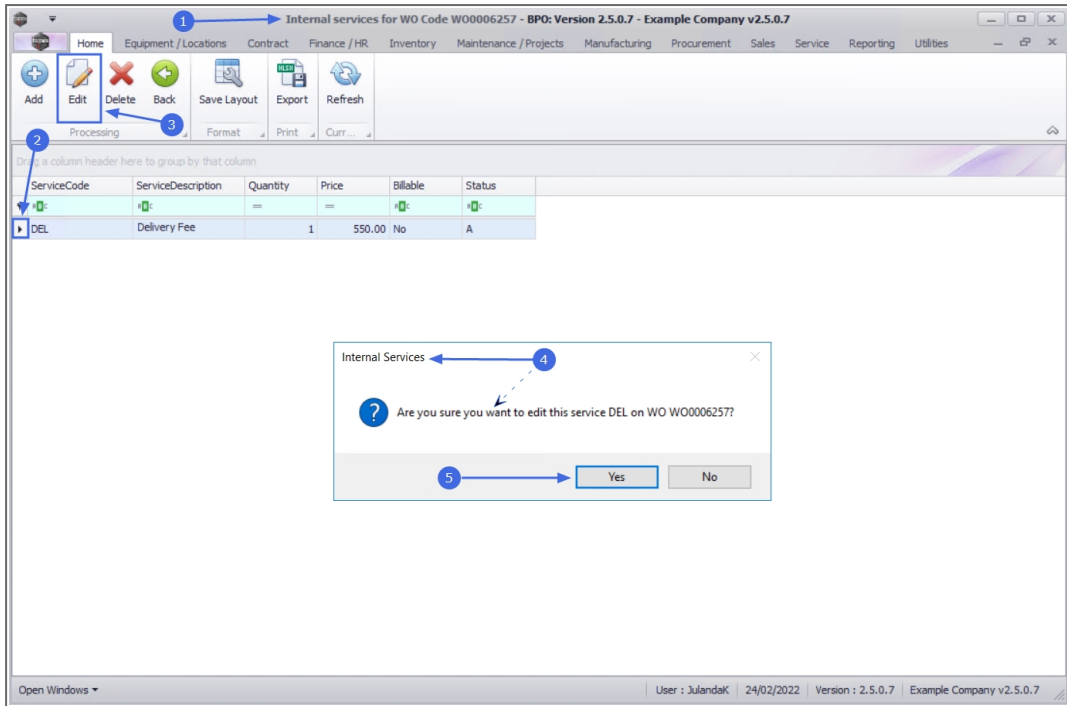 1
Internal services for WO Code WO0006257 - BPO: Version 2.5.0.7 - Example Company v2.5.0.7
Home Equipment / Locations Contract Finance / HR Inventory Maintenance / Projects Manufacturing Procurement Sales Service Reporting Utilities
Add Edit Delete Back Save Layout Export Refresh
3
Processing Format Print Curr...
2
Drag a column header here to group by that column
ServiceCode ServiceDescription Quantity Price Billable Status
= =
DEL Delivery Fee 1 550.00 No A
Internal Services
4
Are you sure you want to edit this service DEL on WO WO0006257?
5
Yes No
Open Windows User : JulandaK 24/02/2022 Version : 2.5.0.7 Example Company v2.5.0.7